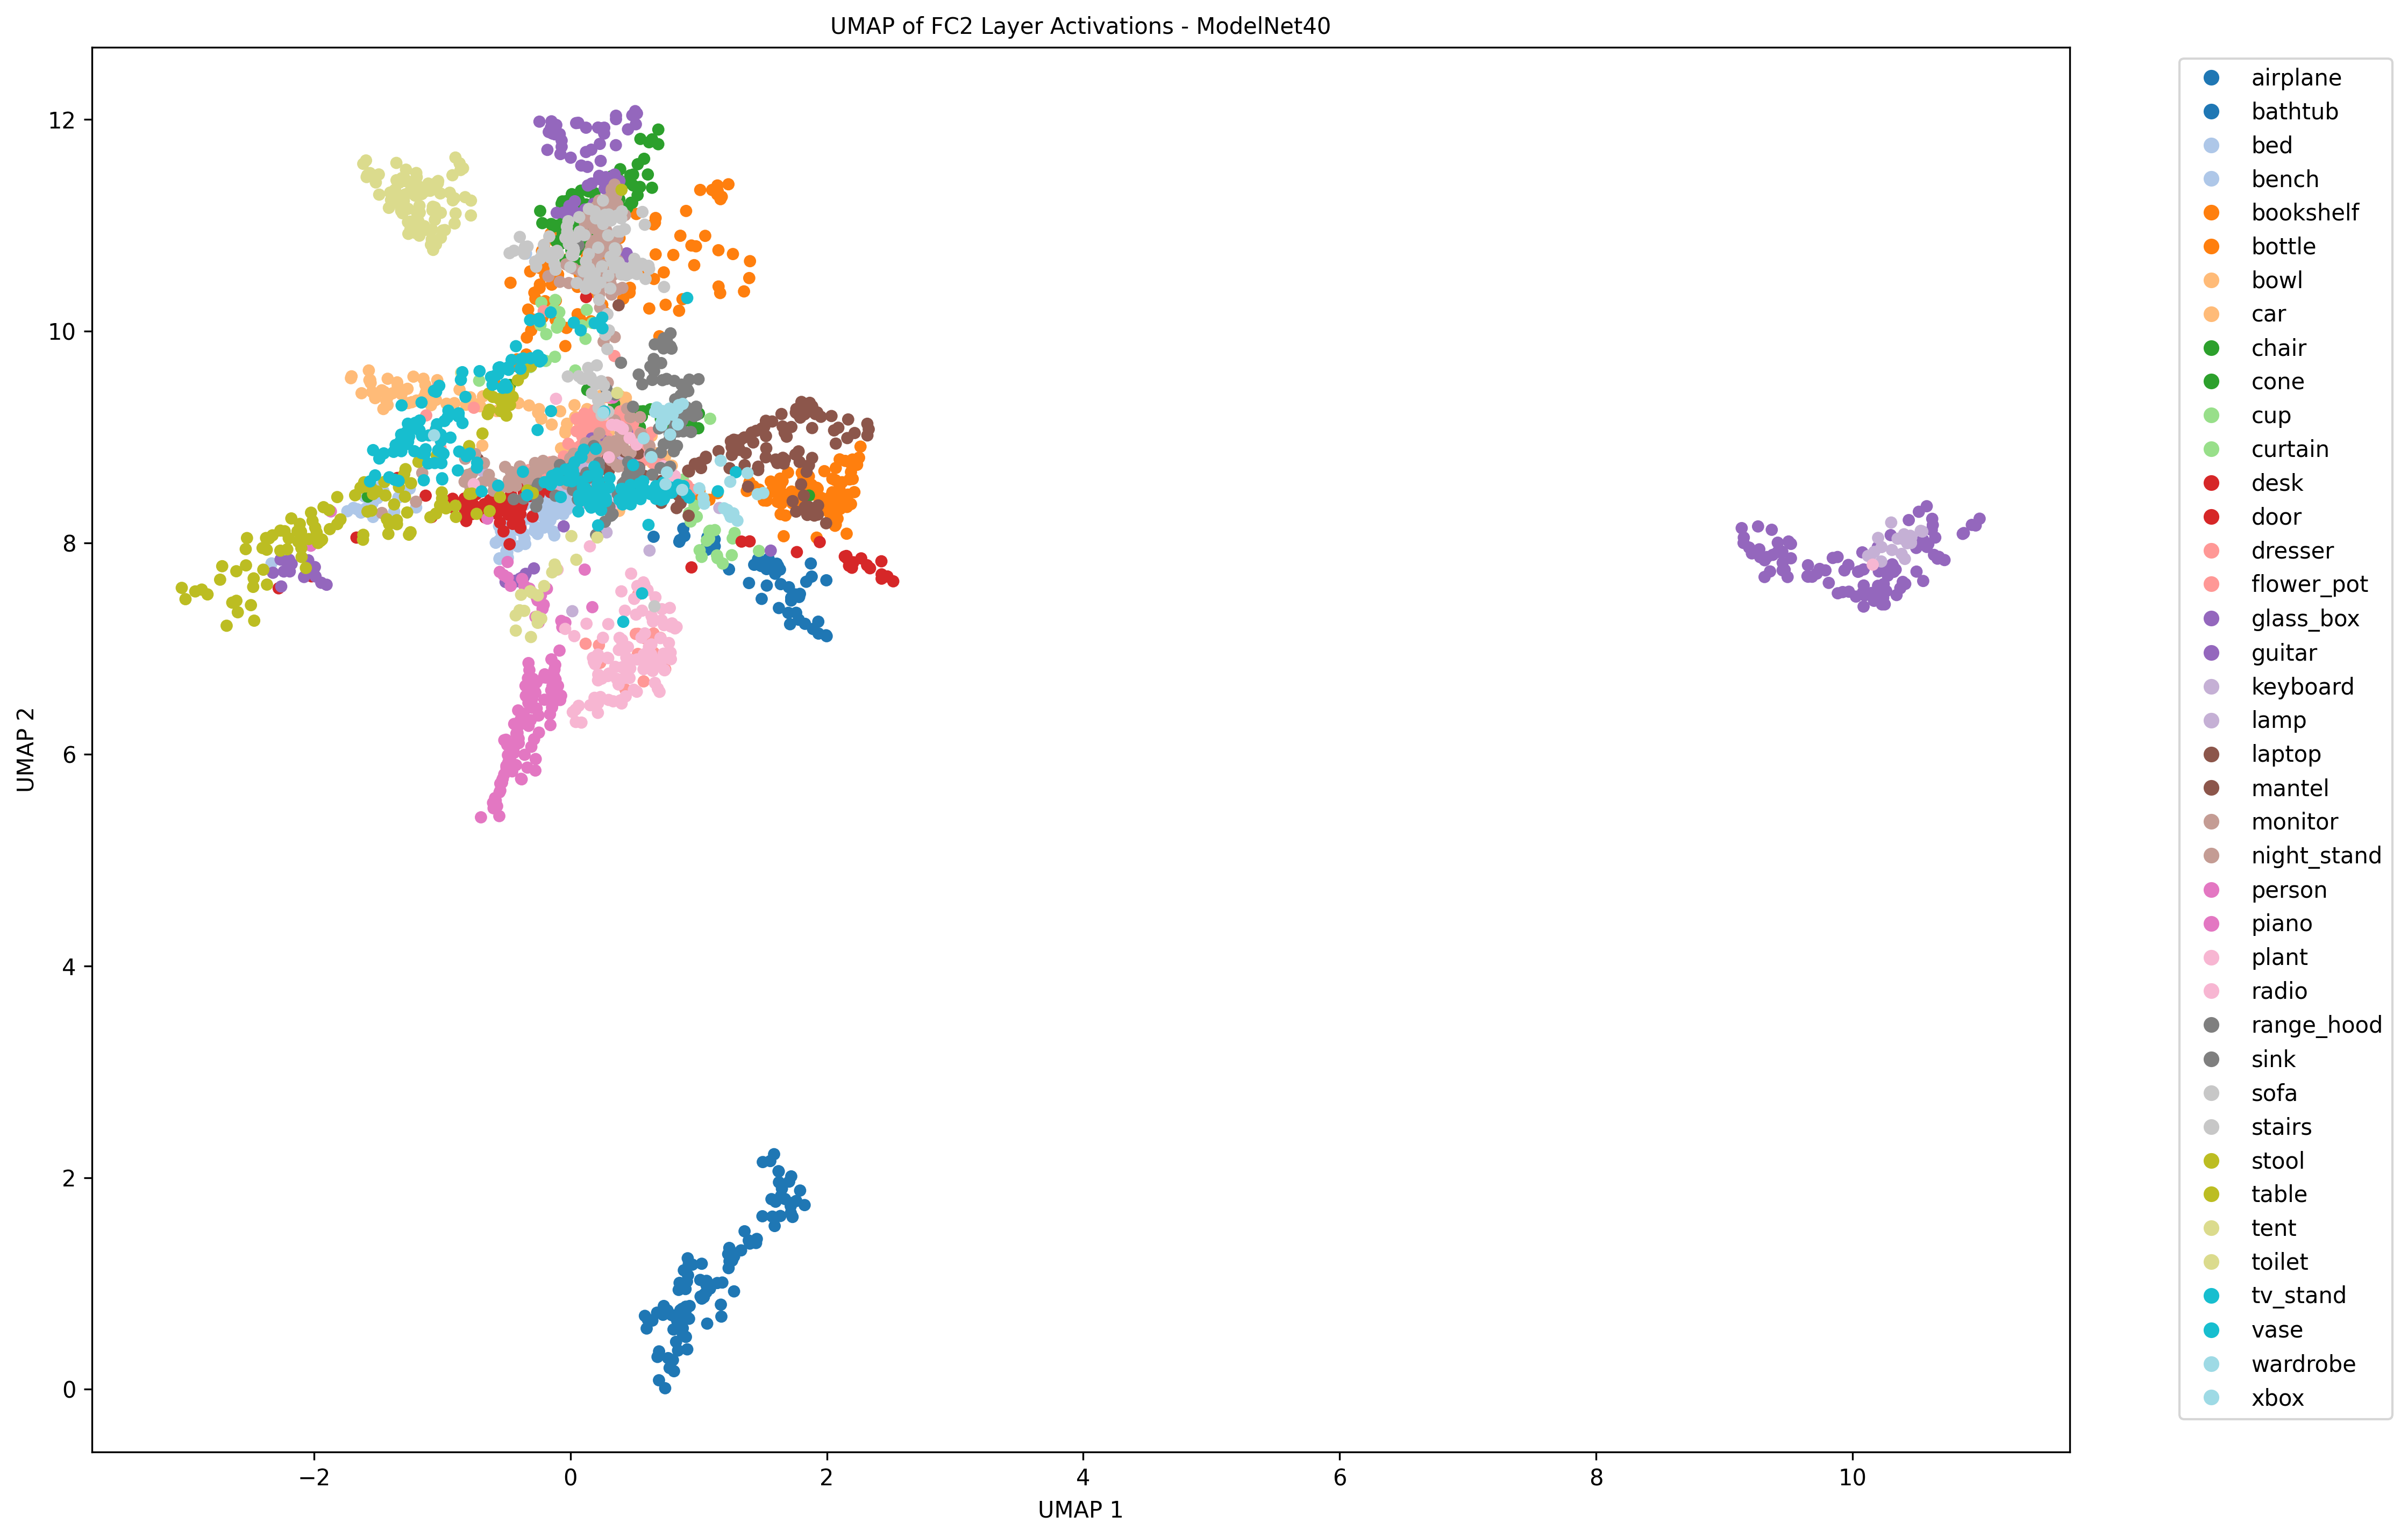 UMAP of FC2 Layer Activations - ModelNet40
12
10
8
6
4
2
0
UMAP 2
−2
0
2
4
6
8
10
UMAP 1
airplane
bathtub
bed
bench
bookshelf
bottle
bowl
car
chair
cone
cup
curtain
desk
door
dresser
flower_pot
glass_box
guitar
keyboard
lamp
laptop
mantel
monitor
night_stand
person
piano
plant
radio
range_hood
sink
sofa
stairs
stool
table
tent
toilet
tv_stand
vase
wardrobe
xbox